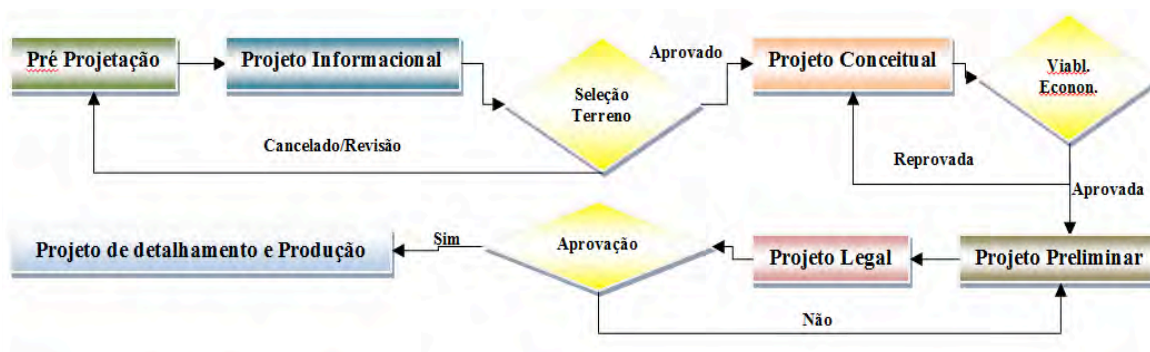 Pré Projetação
Projeto Informacional
Seleção
Terreno
Aprovado
Projeto Conceitual
Viabl.
Econon.
Cancelado/Revisão
Reprovada
Aprovada
Projeto de detalhamento e Produção
Sim
Aprovação
Projeto Legal
Projeto Preliminar
Não